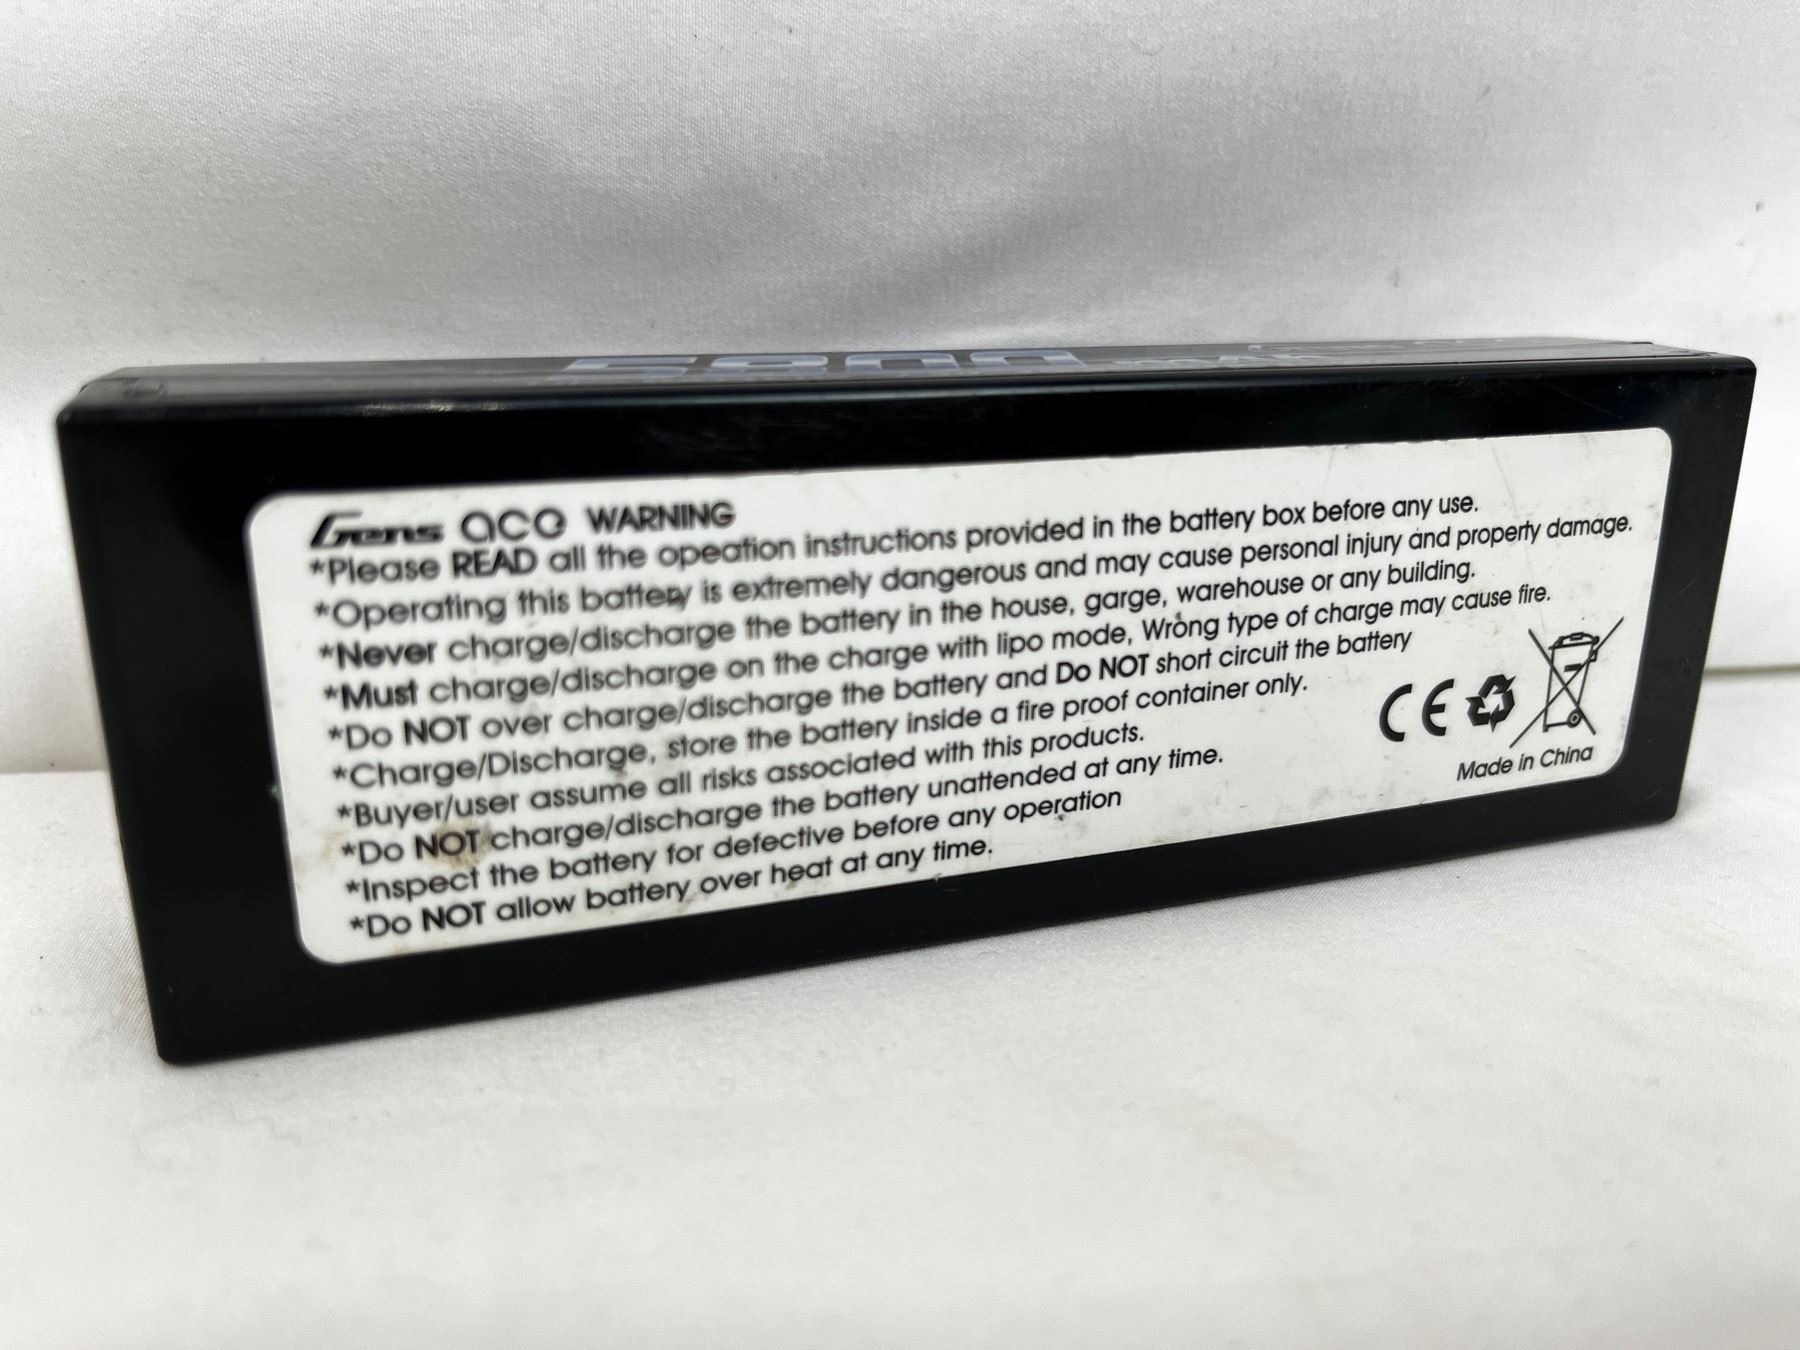 5800 mAh
Gens ace WARNING
*Please READ all the opeation instructions provided in the battery box before any use.
*Operating this battery is extremely dangerous and may cause personal injury and property damage.
*Never charge/discharge the battery in the house, garge, warehouse or any building.
*Must charge/discharge on the charge with lipo mode, Wrong type of charge may cause fire.
*Do NOT over charge/discharge the battery and Do NOT short circuit the battery
*Charge/Discharge, store the battery inside a fire proof container only.
*Buyer/user assume all risks associated with this products.
*Do NOT charge/discharge the battery unattended at any time.
*Inspect the battery for defective before any operation
*Do NOT allow battery over heat at any time.
CE
Made in China